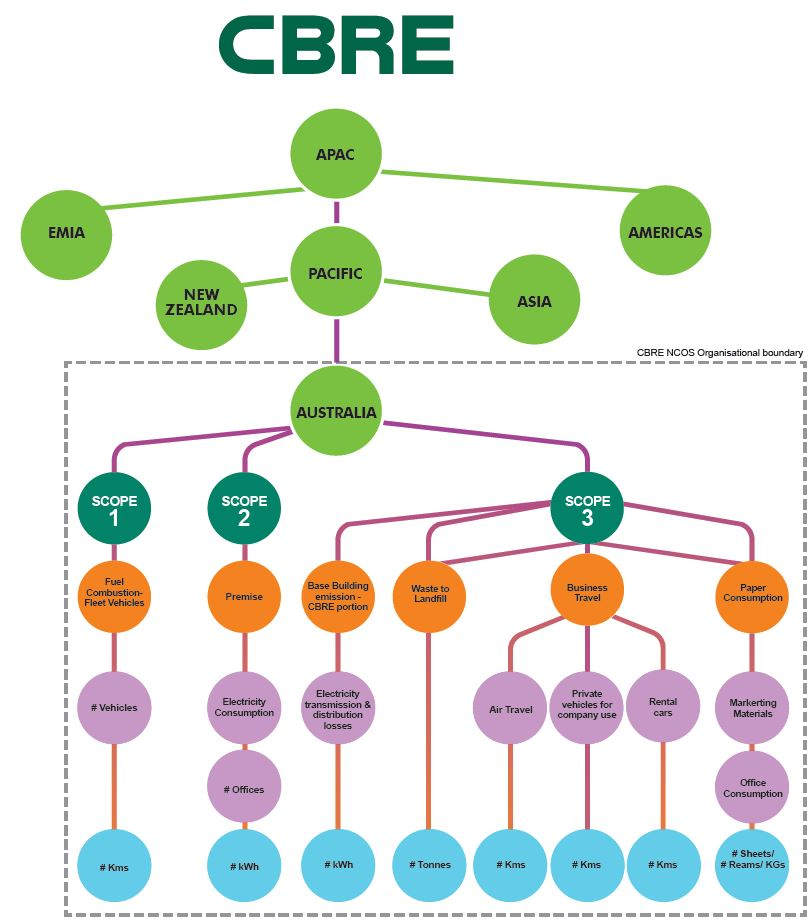 CBRE
APAC
EMIA
AMERICAS
PACIFIC
NEW
ZEALAND
ASIA
CBRE NCOS Organisational boundary
AUSTRALIA
SCOPE
1
SCOPE
2
SCOPE
3
Fuel
Combustion-
Fleet Vehicles
Premise
Base Building
emission -
CBRE portion
Waste to
Landfill
Business
Travel
Paper
Consumption
# Vehicles
Electricity
Consumption
Electricity
transmission &
distribution
losses
Air Travel
Private
vehicles for
company use
Rental
cars
Markerting
Materials
# Offices
Office
Consumption
# Kms
# kWh
# kWh
# Tonnes
# Kms
# Kms
# Kms
# Sheets/
# Reams/ KGs